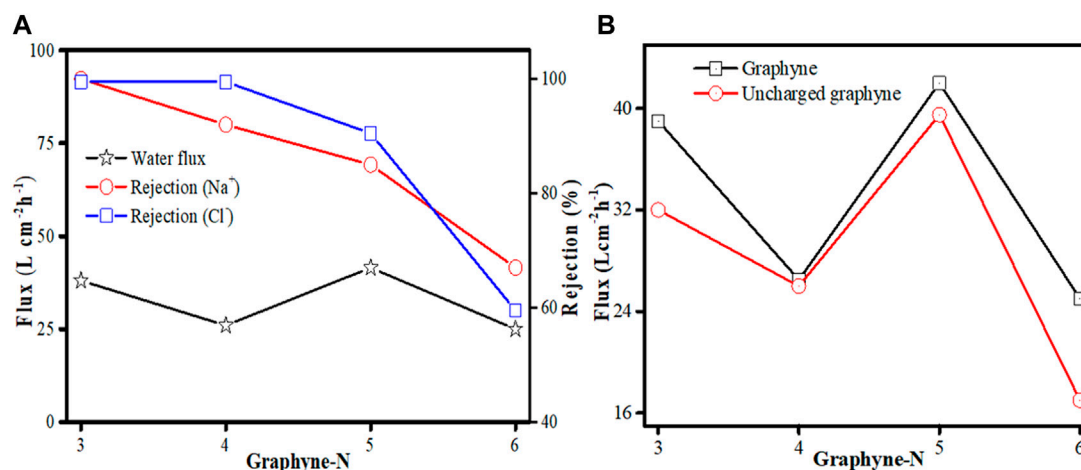 A
100
75
50
25
0
Flux (L cm⁻²h⁻¹)
Water flux
Rejection (Na⁺)
Rejection (Cl⁻)
100
80
60
40
Rejection (%)
3 4 5 6
Graphyne-N
B
40
32
24
16
Flux (Lcm⁻²h⁻¹)
Graphyne
Uncharged graphyne
3 4 5 6
Graphyne-N